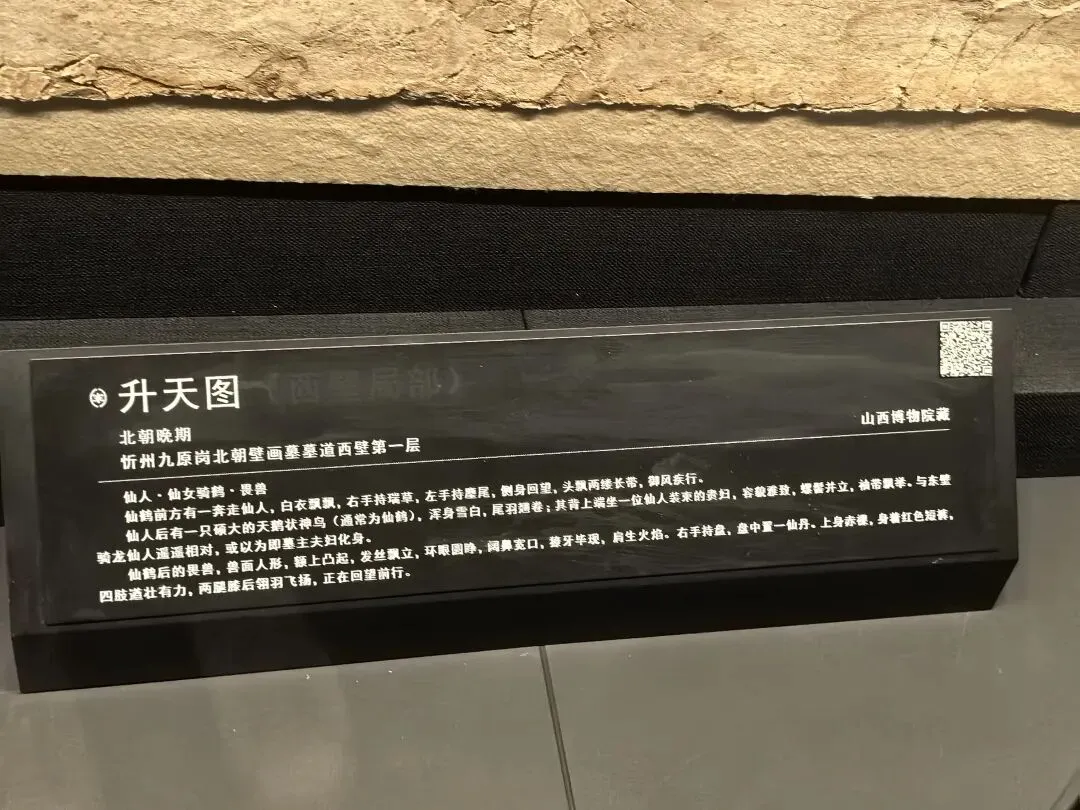 升天图
北朝晚期
忻州九原岗北朝壁画墓墓道西壁第一层
山西博物院藏
仙人·仙女骑鹤·畏兽
仙鹤前方有一奔走仙人，白衣飘飘，右手持瑞草，左手持麈尾，侧身回望，头飘两缕长带，御风疾行。
仙人后有一只硕大的天鹅状神鸟（通常为仙鹤），浑身雪白，尾羽翘卷；其背上端坐一位仙人装束的贵妇，容貌雅致，螺髻并立，袖带飘举。与东壁
骑龙仙人遥遥相对，或以为即墓主夫妇化身。
仙鹤后的畏兽，兽面人形，额上凸起，发丝飘立，环眼圆睁，阔鼻宽口，獠牙毕现，肩生火焰。右手持盘，盘中置一仙丹。上身赤裸，身着红色短裤，
四肢遒壮有力，两腿膝后翎羽飞扬，正在回望前行。